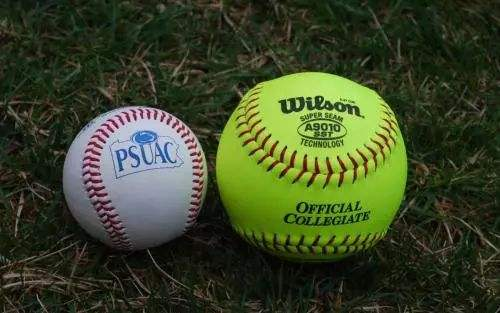 PSUAC
Wilson
SUPER SEAM
A9010
SST
TECHNOLOGY
OFFICIAL
COLLEGIATE